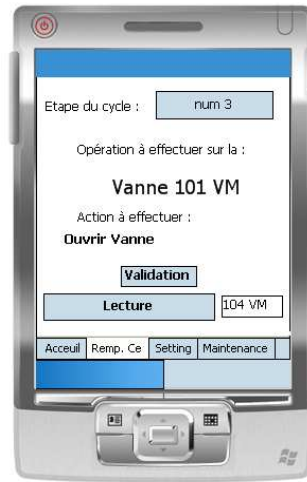 Etape du cycle : num 3
Opération à effectuer sur la :
Vanne 101 VM
Action à effectuer :
Ouvrir Vanne
Validation
Lecture 104 VM
Acceuil Remp. Ce Setting Maintenance